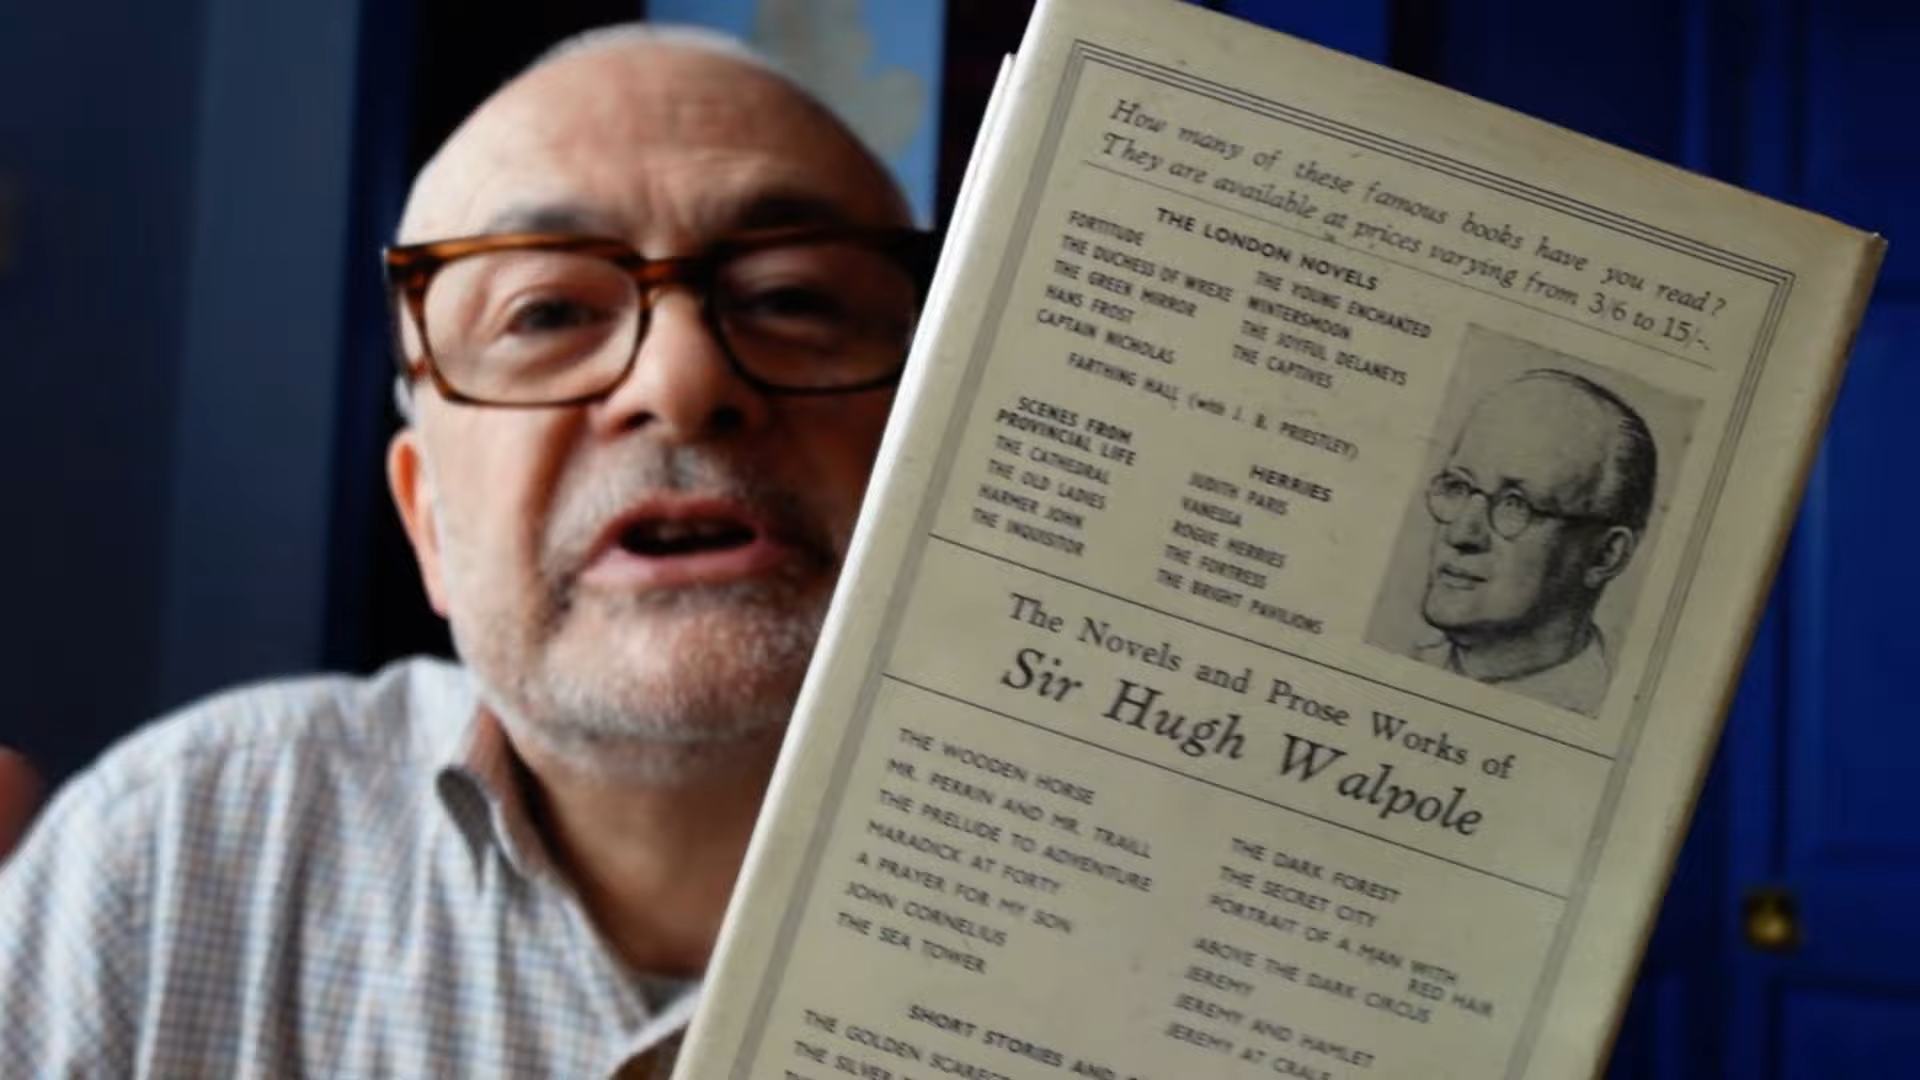 How many of these famous books have you read?
They are available at prices varying from 3/6 to 15/-.
THE LONDON NOVELS
FORTITUDE
THE DUCHESS OF WREXE
THE GREEN MIRROR
HANS FROST
CAPTAIN NICHOLAS
THE YOUNG ENCHANTED
WINTERSMOON
THE JOYFUL DELANEYS
THE CAPTIVES
FARTHING HALL (with J. B. PRIESTLEY)
SCENES FROM
PROVINCIAL LIFE
THE CATHEDRAL
THE OLD LADIES
HARMER JOHN
THE INQUISITOR
HERRIES
JUDITH PARIS
VANESSA
ROGUE HERRIES
THE FORTRESS
THE BRIGHT PAVILIONS
The Novels and Prose Works of
Sir Hugh Walpole
THE WOODEN HORSE
MR. PERRIN AND MR. TRAILL
THE PRELUDE TO ADVENTURE
MARADICK AT FORTY
A PRAYER FOR MY SON
JOHN CORNELIUS
THE SEA TOWER
THE DARK FOREST
THE SECRET CITY
PORTRAIT OF A MAN WITH
RED HAIR
ABOVE THE DARK CIRCUS
JEREMY
JEREMY AND HAMLET
JEREMY AT CRALE
SHORT STORIES AND
THE GOLDEN SCAREC
THE SILVER